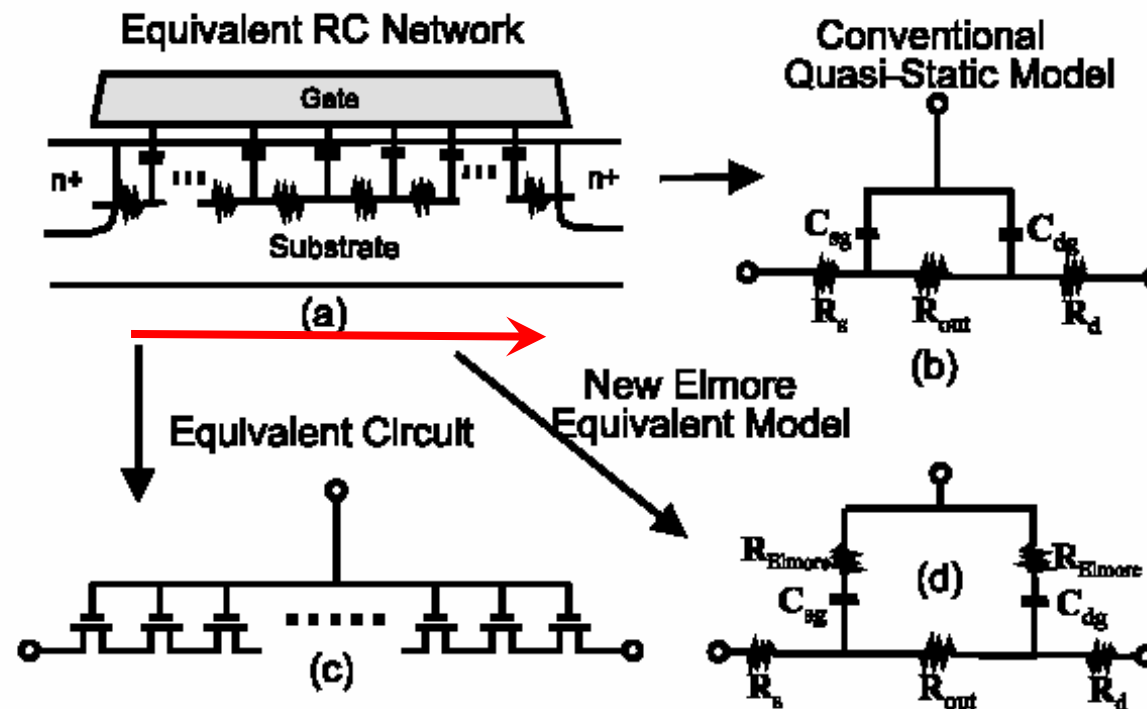 Equivalent RC Network
Gate
n+
n+
Substrate
(a)
Conventional
Quasi-Static Model
Csg
Cdg
Rs
Rout
Rd
(b)
Equivalent Circuit
(c)
New Elmore
Equivalent Model
RElmore
RElmore
(d)
Csg
Cdg
Rs
Rout
Rd